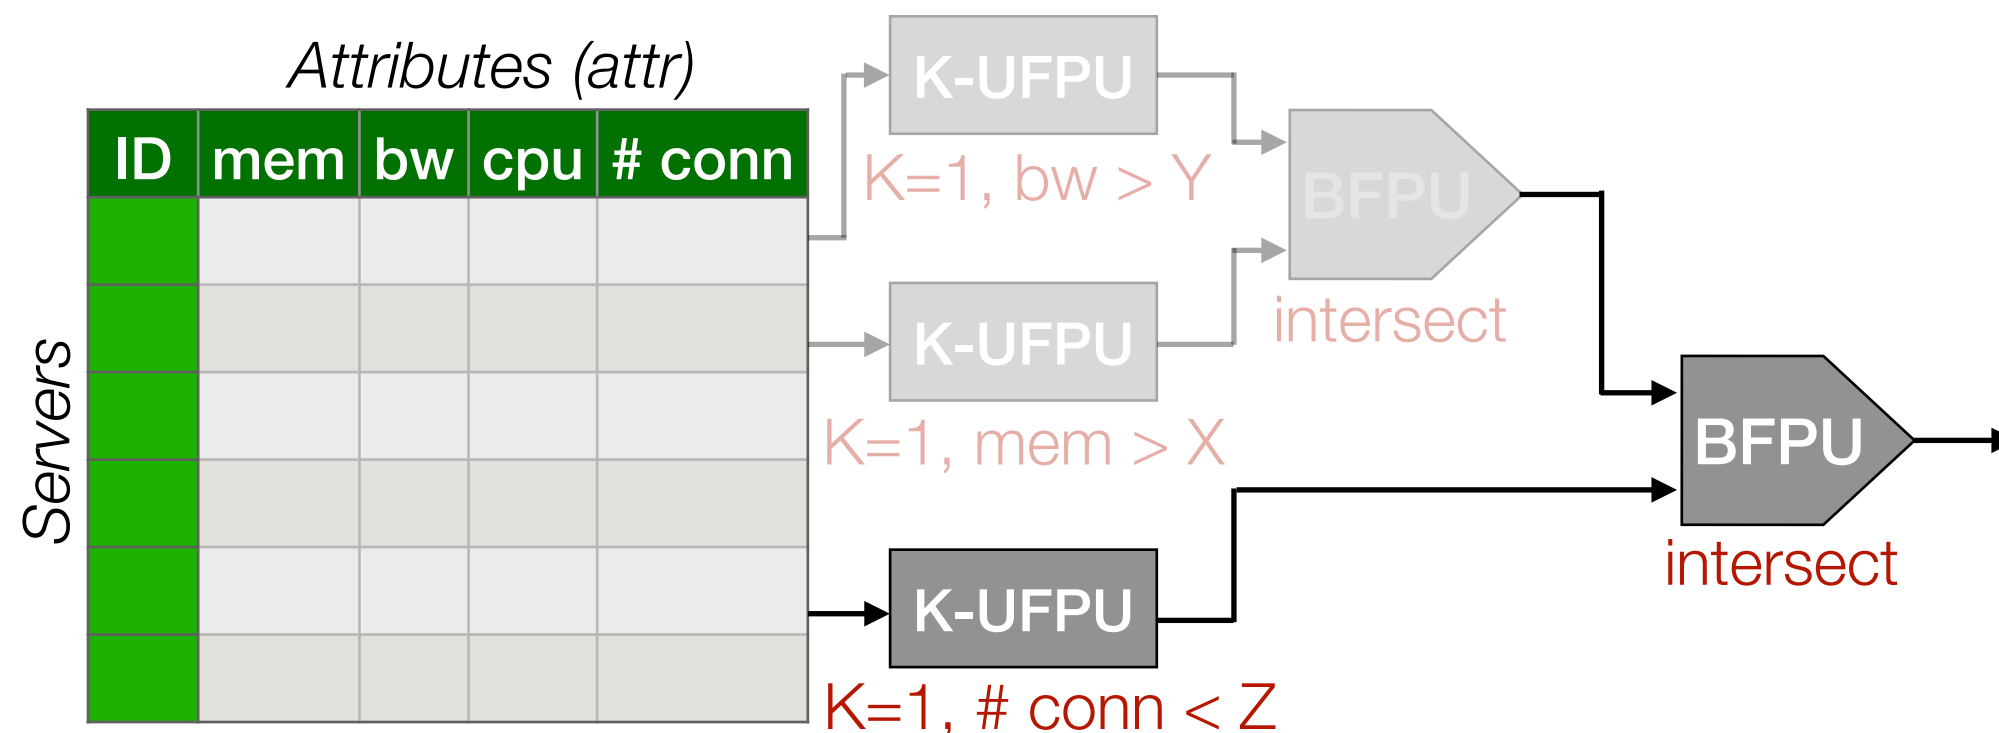 Attributes (attr)
Servers
ID mem bw cpu # conn
K-UFPU
K=1, bw > Y
BFPU
intersect
K-UFPU
K=1, mem > X
BFPU
intersect
K-UFPU
K=1, # conn < Z